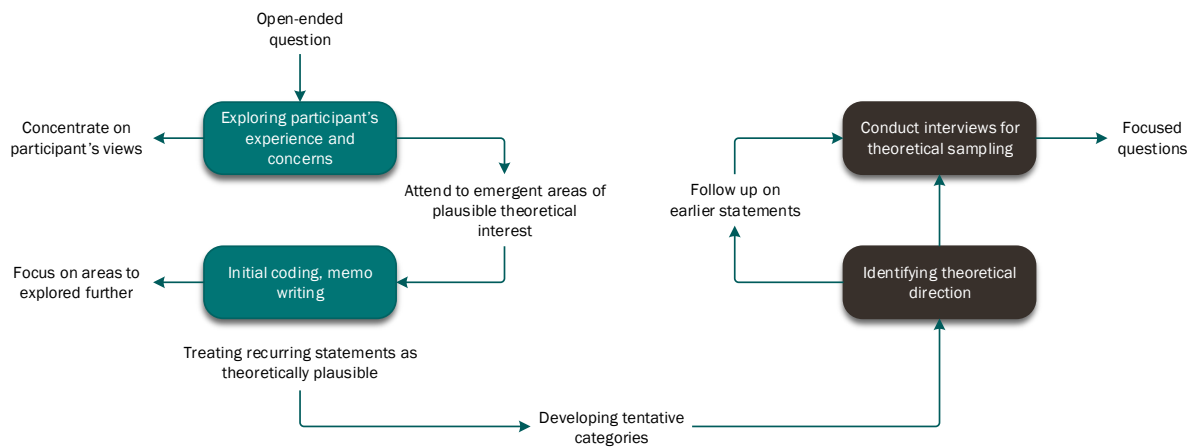 Open-ended
question
Exploring participant's
experience and
concerns
Concentrate on
participant's views
Attend to emergent areas of
plausible theoretical
interest
Initial coding, memo
writing
Focus on areas to
explored further
Treating recurring statements as
theoretically plausible
Developing tentative
categories
Identifying theoretical
direction
Follow up on
earlier statements
Conduct interviews for
theoretical sampling
Focused
questions